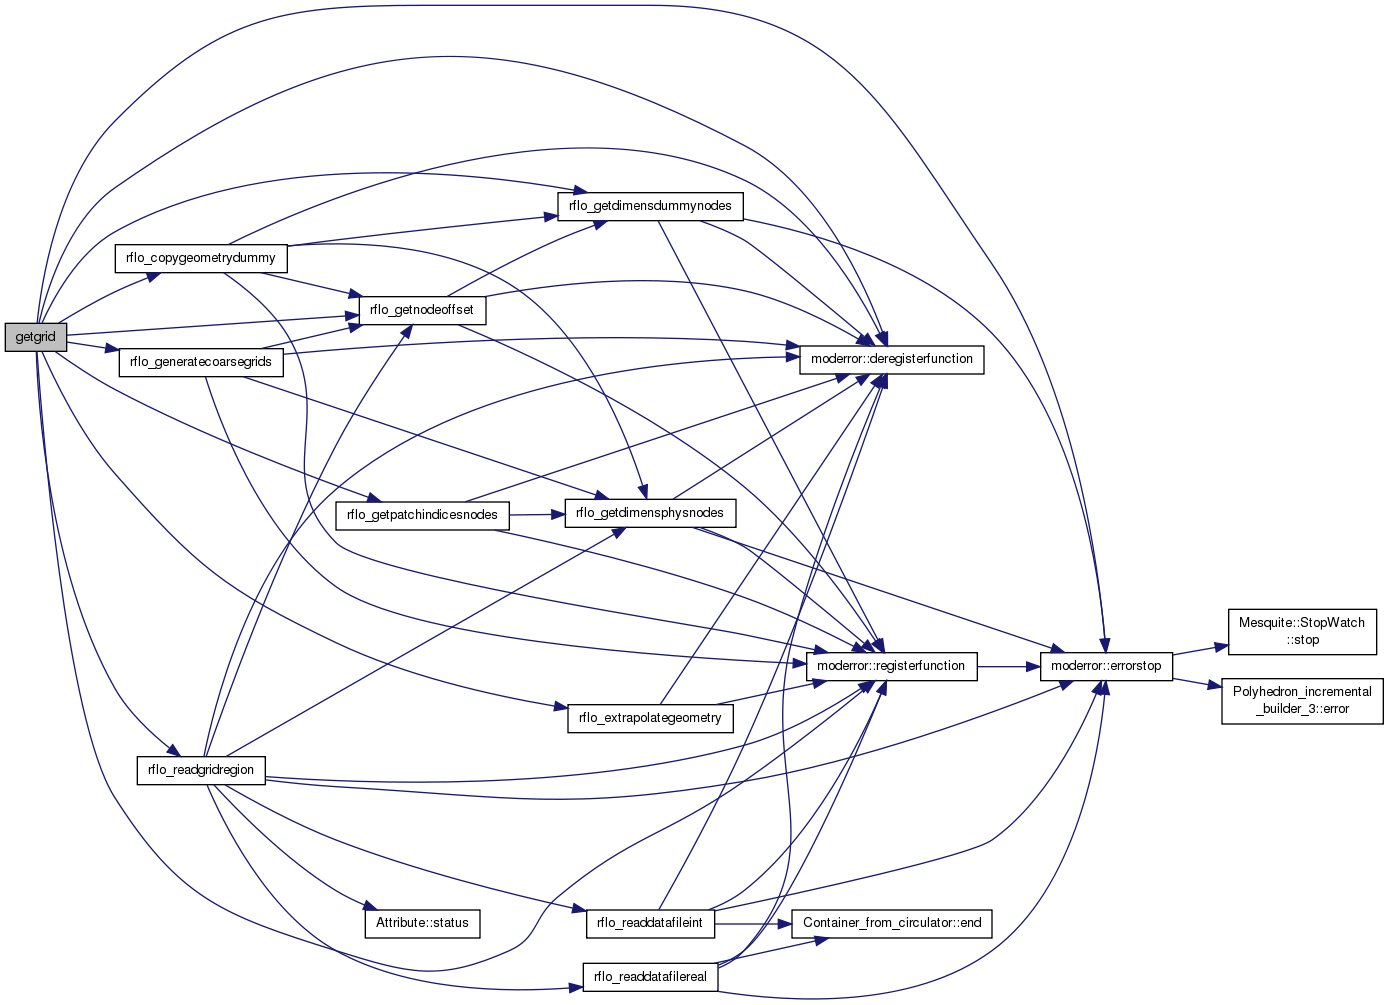 getgrid
rflo_copygeometrydummy
rflo_generatecoarsegrids
rflo_getdimensdummynodes
rflo_getnodeoffset
moderror::deregisterfunction
rflo_getpatchindicesnodes
rflo_getdimensphysnodes
moderror::registerfunction
moderror::errorstop
Mesquite::StopWatch
::stop
Polyhedron_incremental
_builder_3::error
rflo_extrapolategeometry
rflo_readgridregion
Attribute::status
rflo_readdatafileint
Container_from_circulator::end
rflo_readdatafilereal